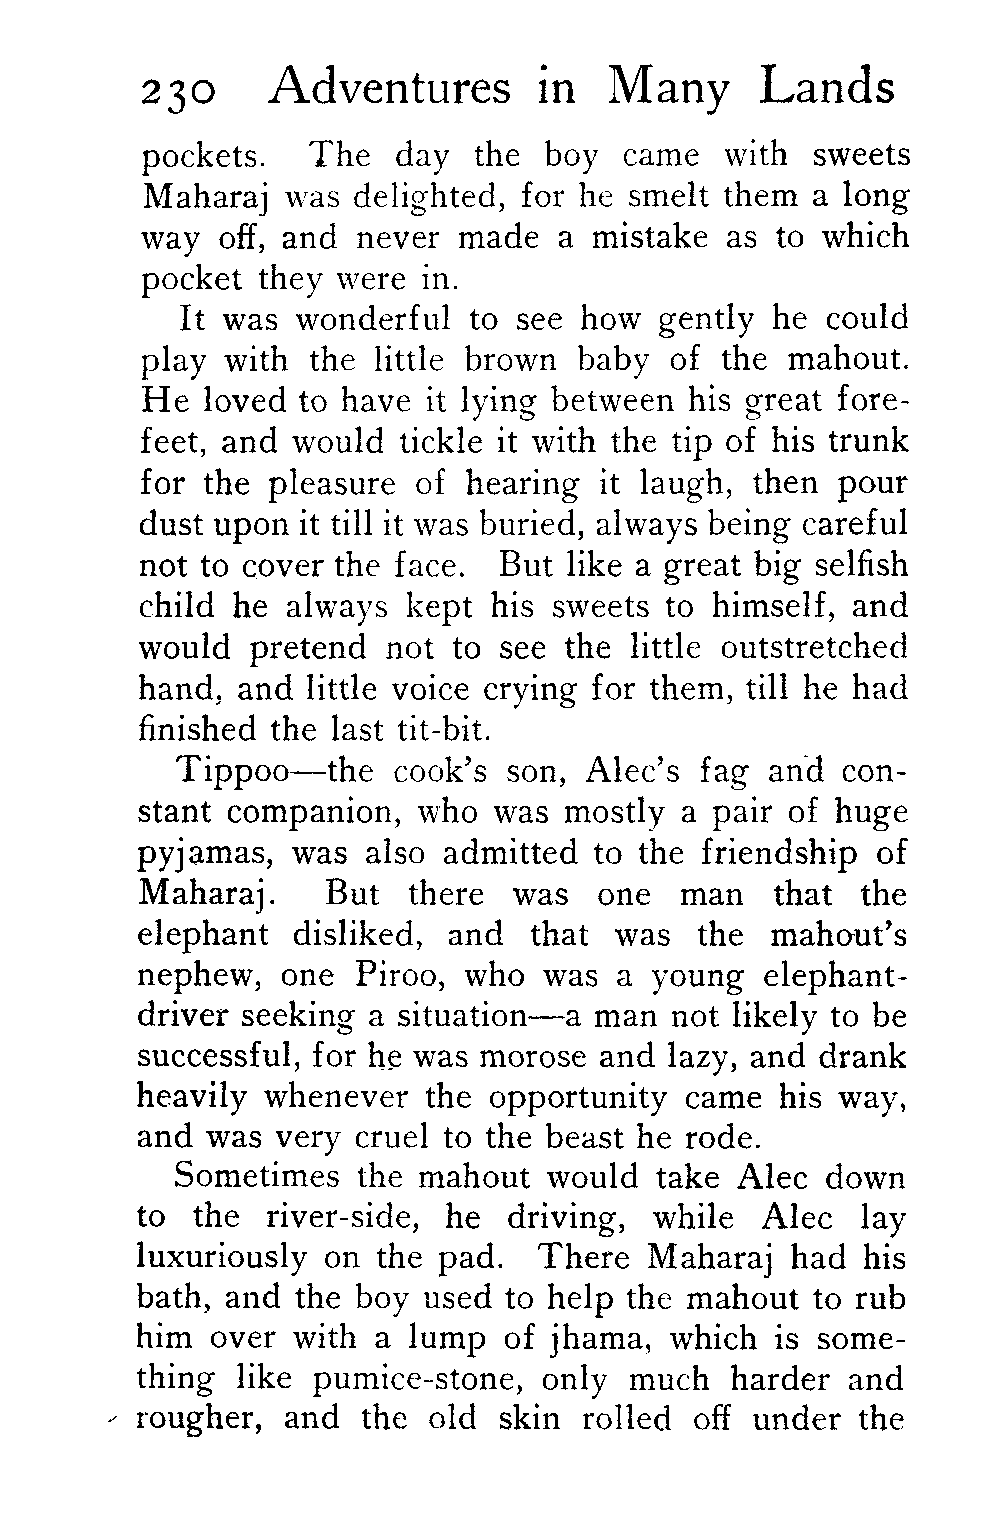 230 Adventures in Many Lands
pockets. The day the boy came with sweets
Maharaj was delighted, for he smelt them a long
way off, and never made a mistake as to which
pocket they were in.
It was wonderful to see how gently he could
play with the little brown baby of the mahout.
He loved to have it lying between his great fore-
feet, and would tickle it with the tip of his trunk
for the pleasure of hearing it laugh, then pour
dust upon it till it was buried, always being careful
not to cover the face. But like a great big selfish
child he always kept his sweets to himself, and
would pretend not to see the little outstretched
hand, and little voice crying for them, till he had
finished the last tit-bit.
Tippoo—the cook's son, Alec's fag and con-
stant companion, who was mostly a pair of huge
pyjamas, was also admitted to the friendship of
Maharaj. But there was one man that the
elephant disliked, and that was the mahout's
nephew, one Piroo, who was a young elephant-
driver seeking a situation—a man not likely to be
successful, for he was morose and lazy, and drank
heavily whenever the opportunity came his way,
and was very cruel to the beast he rode.
Sometimes the mahout would take Alec down
to the river-side, he driving, while Alec lay
luxuriously on the pad. There Maharaj had his
bath, and the boy used to help the mahout to rub
him over with a lump of jhama, which is some-
thing like pumice-stone, only much harder and
rougher, and the old skin rolled off under the